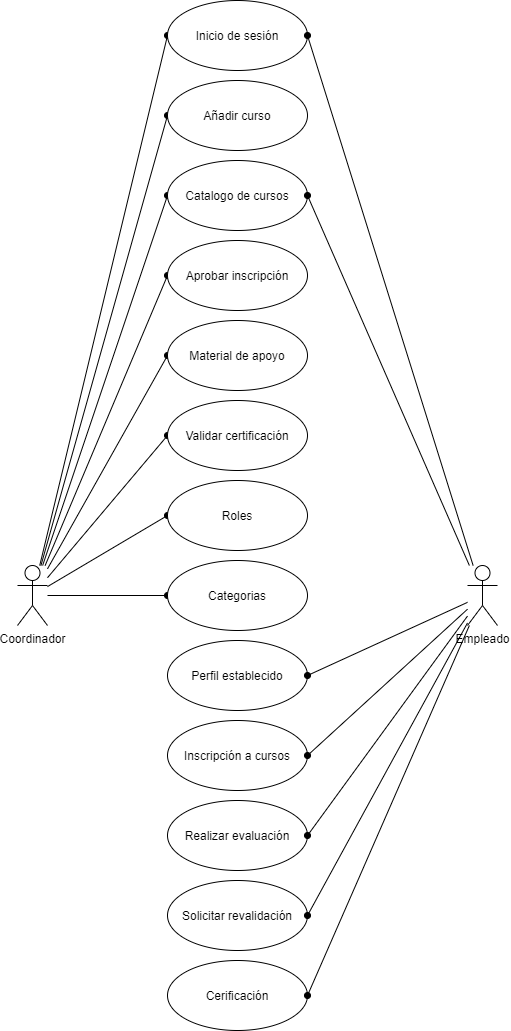 Inicio de sesión
Añadir curso
Catalogo de cursos
Aprobar inscripción
Material de apoyo
Validar certificación
Roles
Categorias
Coordinador
Empleado
Perfil establecido
Inscripción a cursos
Realizar evaluación
Solicitar revalidación
Cerificación